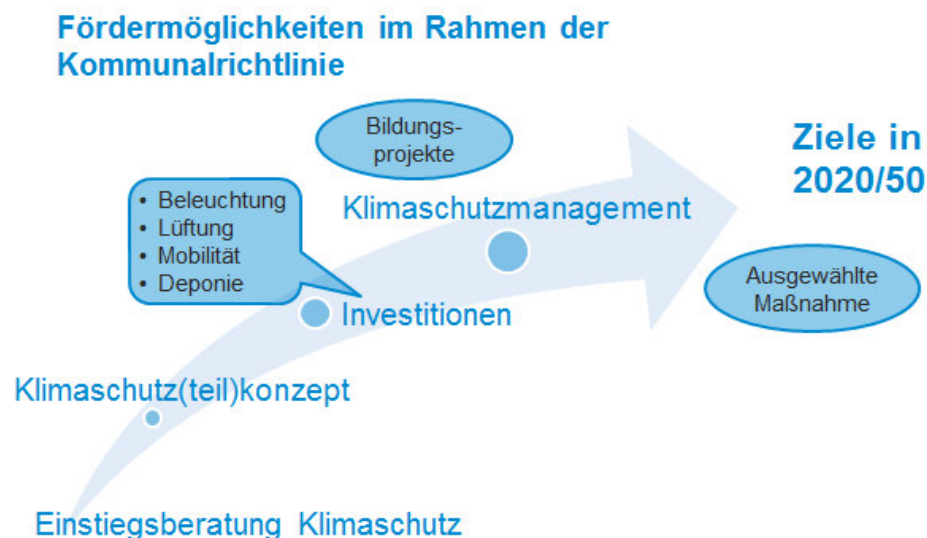 Fördermöglichkeiten im Rahmen der
Kommunalrichtlinie
Bildungs-
projekte
Ziele in
2020/50
• Beleuchtung
• Lüftung
• Mobilität
• Deponie
Klimaschutzmanagement
Ausgewählte
Maßnahme
Investitionen
Klimaschutz(teil)konzept
Einstiegsberatung Klimaschutz